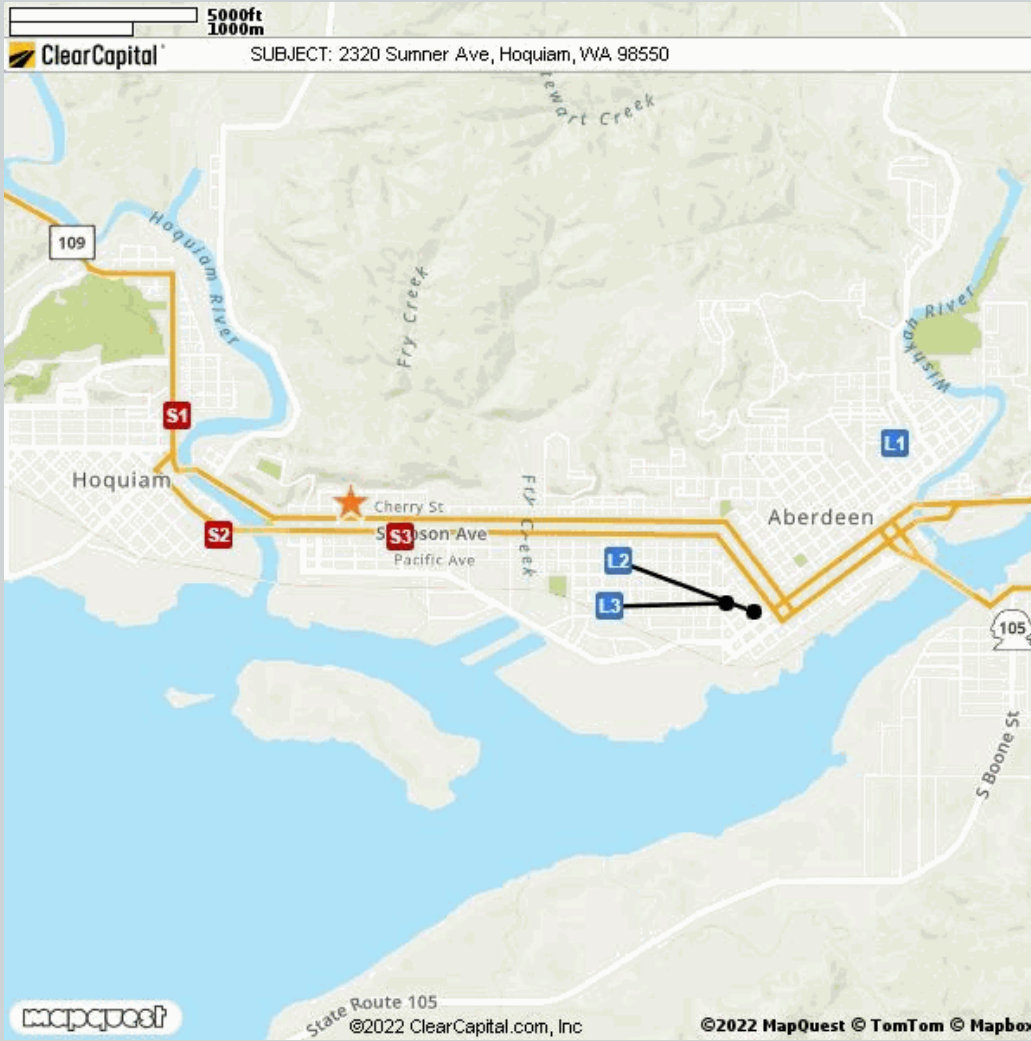 5000ft
1000m
ClearCapital SUBJECT: 2320 Sumner Ave, Hoquiam, WA 98550
Stewart Creek
109
Hoquiam River
Fry Creek
Wishkah River
S1
L1
Hoquiam
Cherry St
Fry Creek
Aberdeen
S2
S3
Simpson Ave
Pacific Ave
L2
L3
105
S Boone St
State Route 105
mapquest
©2022 ClearCapital.com, Inc
©2022 MapQuest © TomTom © Mapbox